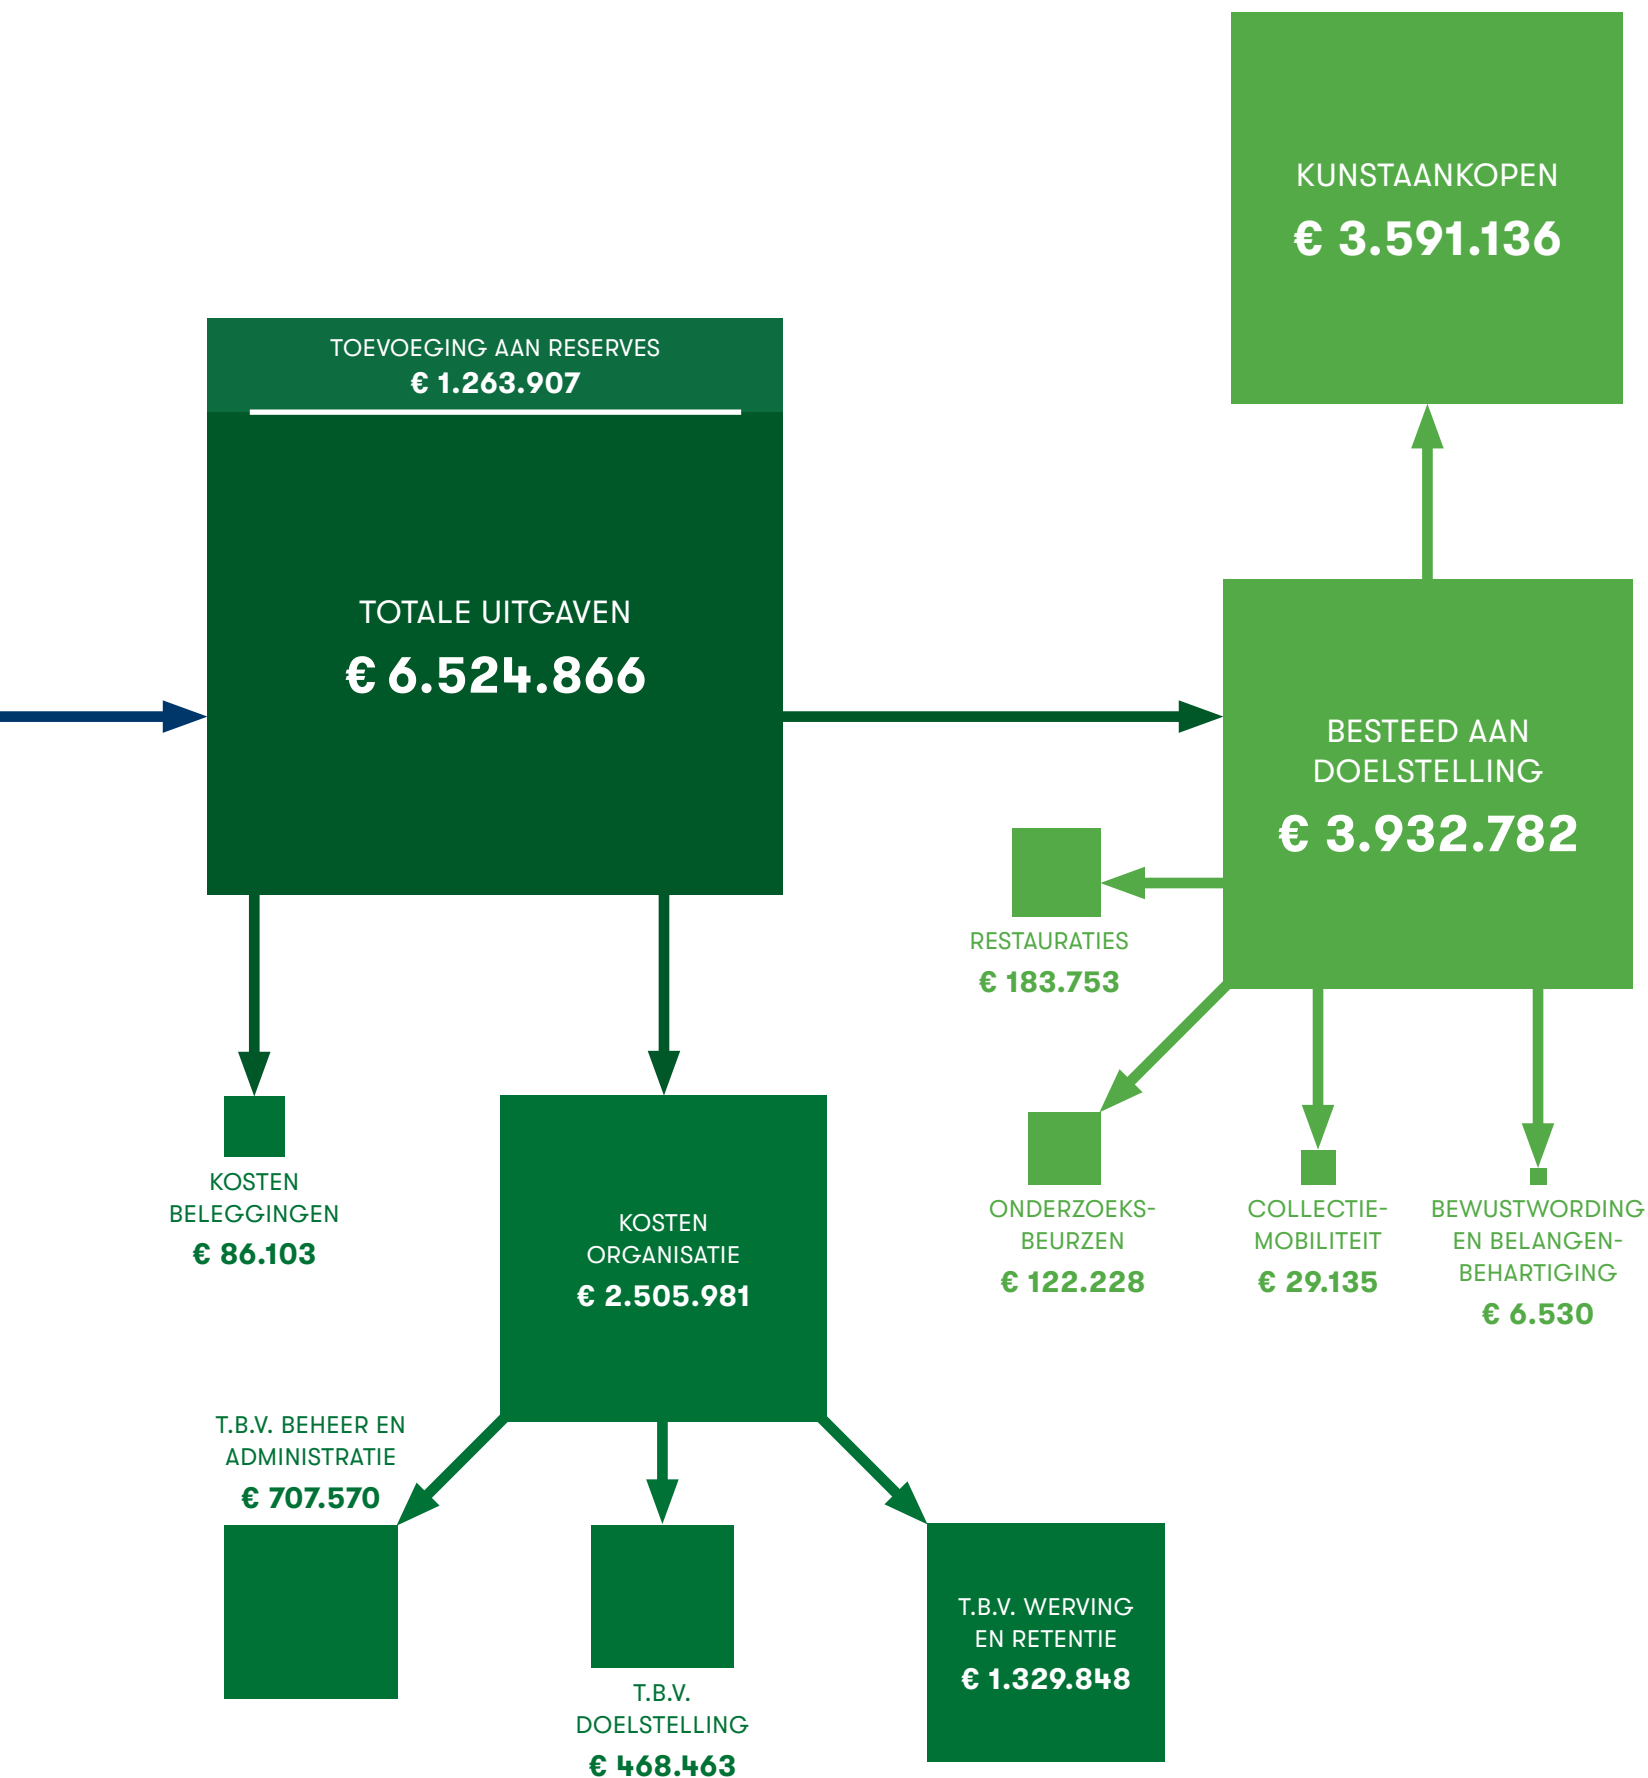 KUNSTAANKOPEN
€ 3.591.136
TOEVOEGING AAN RESERVES
€ 1.263.907
TOTALE UITGAVEN
€ 6.524.866
BESTEED AAN
DOELSTELLING
€ 3.932.782
RESTAURATIES
€ 183.753
KOSTEN
BELEGGINGEN
€ 86.103
KOSTEN
ORGANISATIE
€ 2.505.981
ONDERZOEKS-
BEURZEN
€ 122.228
COLLECTIE-
MOBILITEIT
€ 29.135
BEWUSTWORDING
EN BELANGEN-
BEHARTIGING
€ 6.530
T.B.V. BEHEER EN
ADMINISTRATIE
€ 707.570
T.B.V.
DOELSTELLING
€ 468.463
T.B.V. WERVING
EN RETENTIE
€ 1.329.848